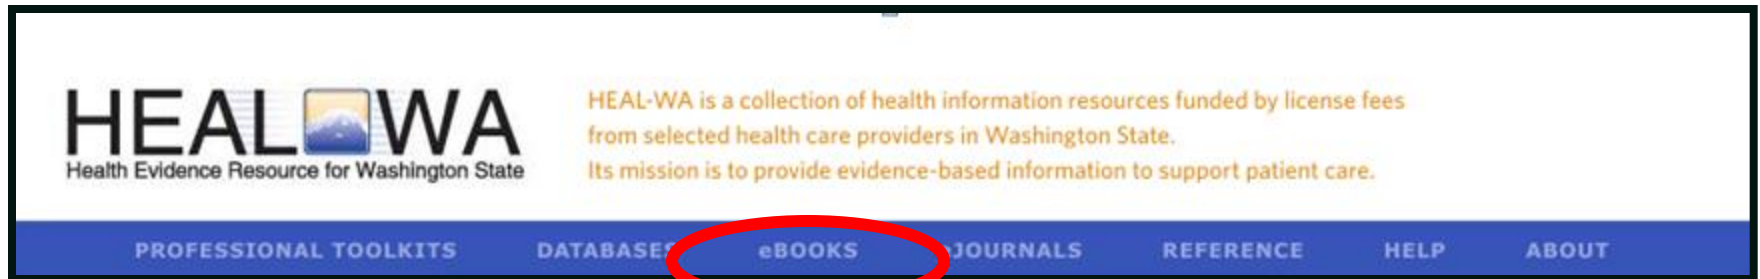 HEAL WA
Health Evidence Resource for Washington State
HEAL-WA is a collection of health information resources funded by license fees
from selected health care providers in Washington State.
Its mission is to provide evidence-based information to support patient care.
PROFESSIONAL TOOLKITS DATABASES eBOOKS JOURNALS REFERENCE HELP ABOUT